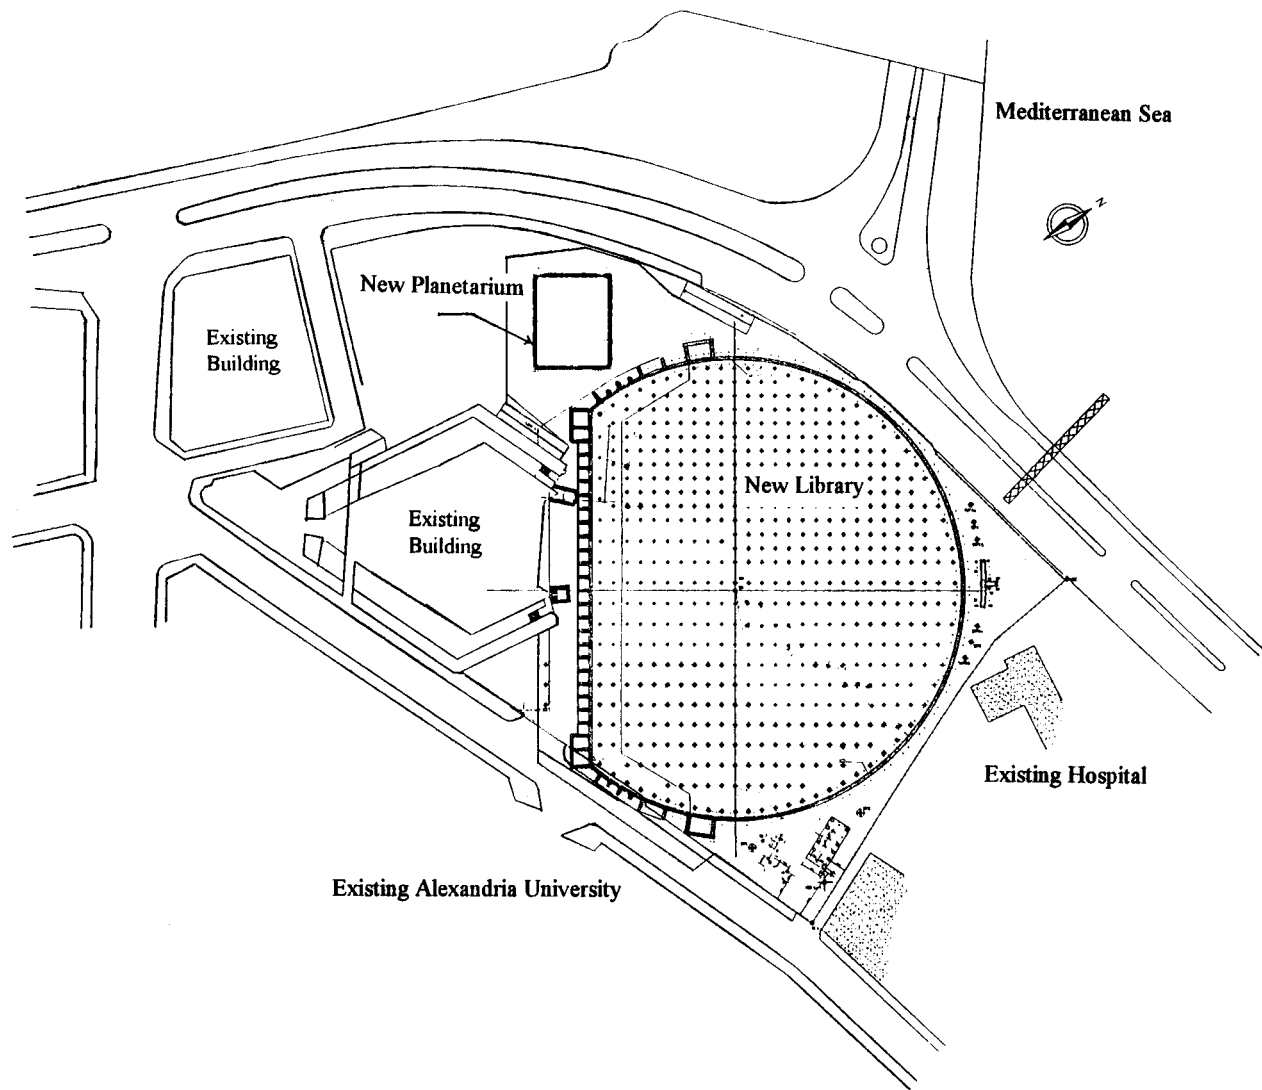 Mediterranean Sea
N
New Planetarium
Existing
Building
New Library
Existing
Building
Existing Hospital
Existing Alexandria University